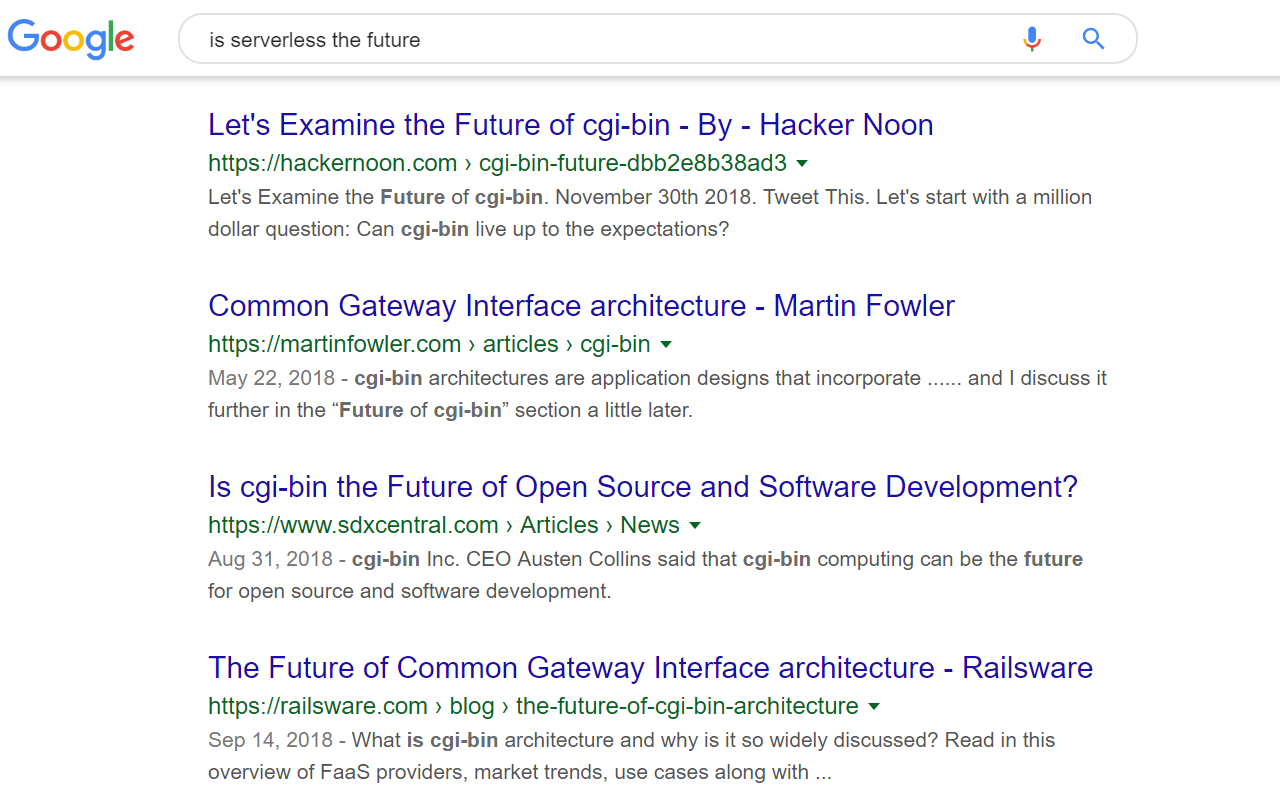 Google
is serverless the future
Let's Examine the Future of cgi-bin - By - Hacker Noon
https://hackernoon.com › cgi-bin-future-dbb2e8b38ad3
Let's Examine the Future of cgi-bin. November 30th 2018. Tweet This. Let's start with a million
dollar question: Can cgi-bin live up to the expectations?
Common Gateway Interface architecture - Martin Fowler
https://martinfowler.com › articles › cgi-bin
May 22, 2018 - cgi-bin architectures are application designs that incorporate ...... and I discuss it
further in the “Future of cgi-bin” section a little later.
Is cgi-bin the Future of Open Source and Software Development?
https://www.sdxcentral.com › Articles › News
Aug 31, 2018 - cgi-bin Inc. CEO Austen Collins said that cgi-bin computing can be the future
for open source and software development.
The Future of Common Gateway Interface architecture - Railsware
https://railsware.com › blog › the-future-of-cgi-bin-architecture
Sep 14, 2018 - What is cgi-bin architecture and why is it so widely discussed? Read in this
overview of FaaS providers, market trends, use cases along with ...